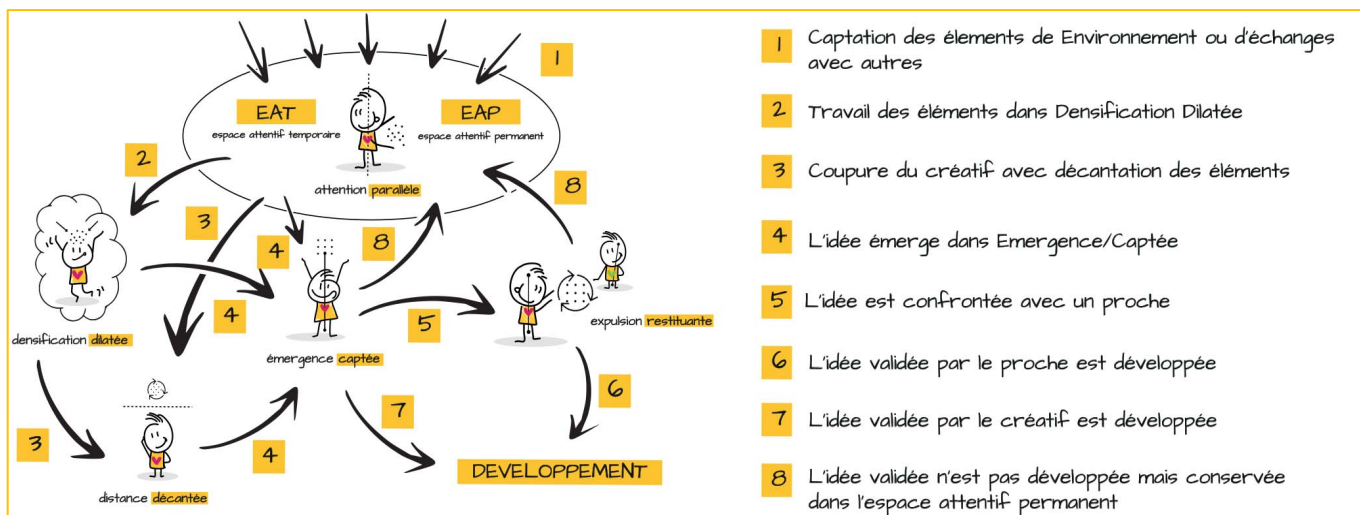 1
EAT
EAP
espace attentif temporaire
espace attentif permanent
attention parallèle
2
3
4
8
8
densification dilatée
4
émergence captée
5
expulsion restituante
6
7
3
4
distance décantée
DEVELOPPEMENT
1 Captation des élements de Environnement ou d'échanges
avec autres
2 Travail des éléments dans Densification Dilatée
3 Coupure du créatif avec décantation des éléments
4 L'idée émerge dans Emergence/Captée
5 L'idée est confrontée avec un proche
6 L'idée validée par le proche est développée
7 L'idée validée par le créatif est développée
8 L'idée validée n'est pas développée mais conservée
dans l'espace attentif permanent